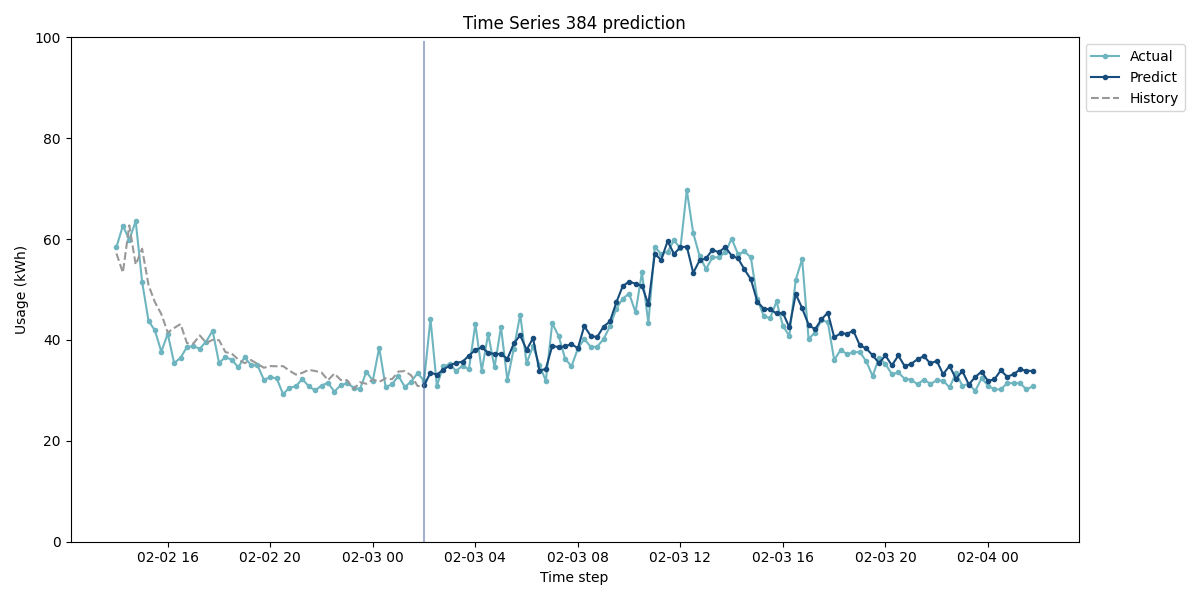 Time Series 384 prediction
100
80
60
40
20
0
Usage (kWh)
02-02 16
02-02 20
02-03 00
02-03 04
02-03 08
02-03 12
02-03 16
02-03 20
02-04 00
Time step
Actual
Predict
History